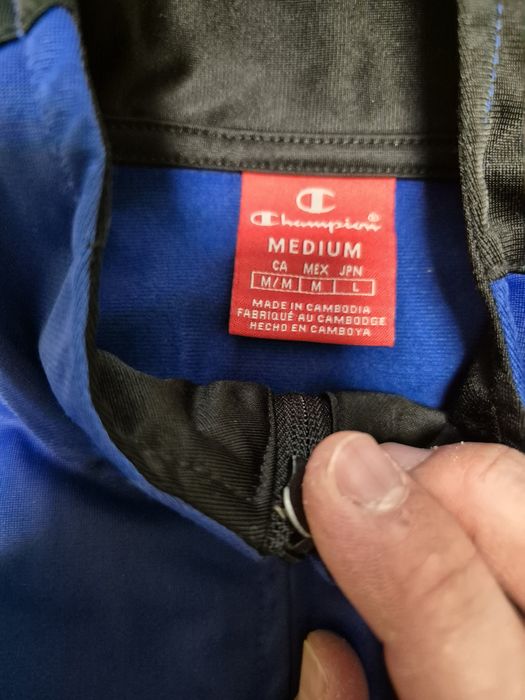 Champion®
MEDIUM
CA MEX JPN
M/M M L
MADE IN CAMBODIA
FABRIQUÉ AU CAMBODGE
HECHO EN CAMBOYA